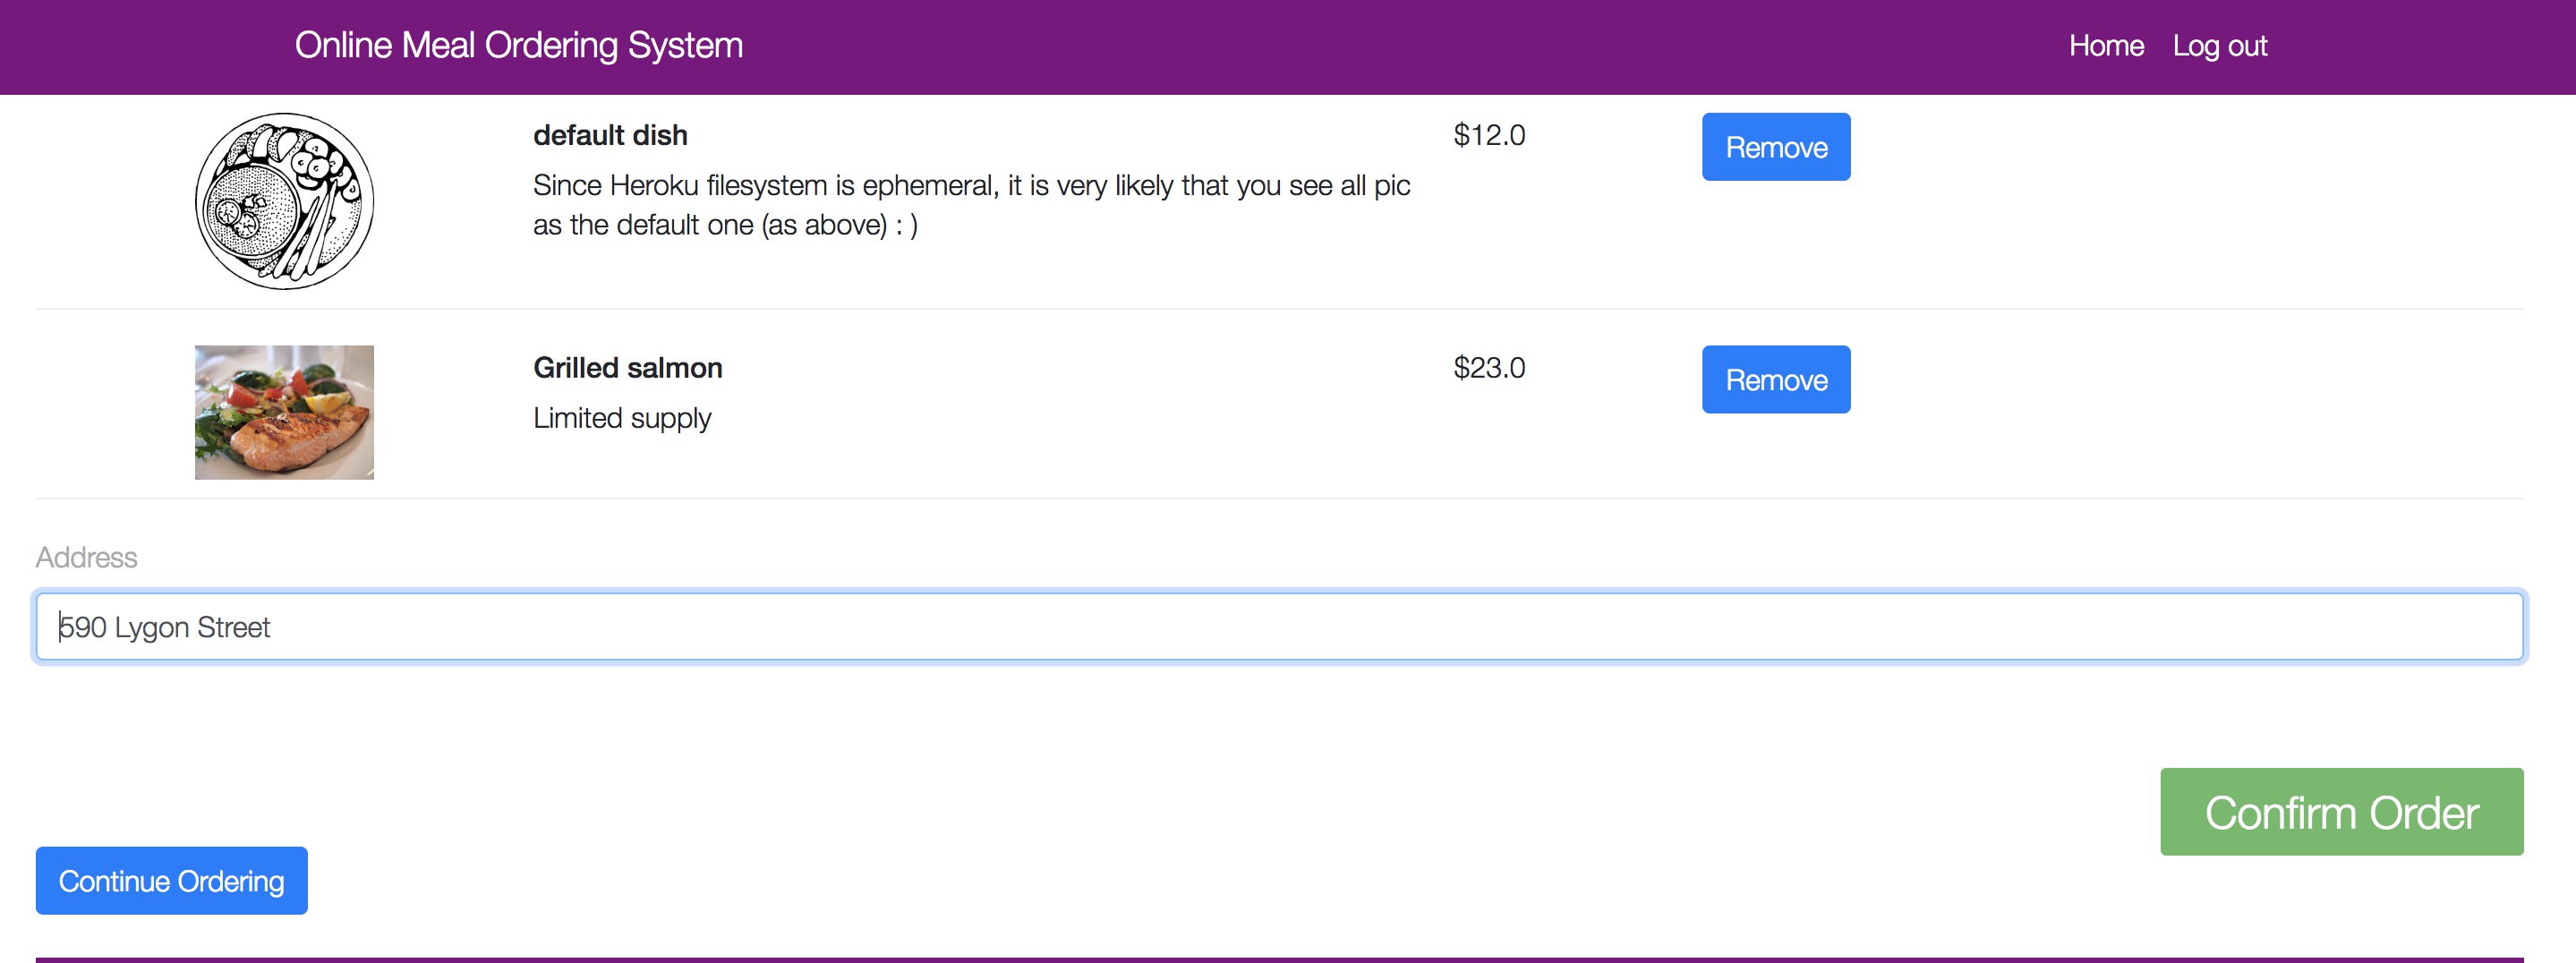 Online Meal Ordering System
Home
Log out
default dish
$12.0
Remove
Since Heroku filesystem is ephemeral, it is very likely that you see all pic
as the default one (as above) : )
Grilled salmon
$23.0
Remove
Limited supply
Address
590 Lygon Street
Confirm Order
Continue Ordering